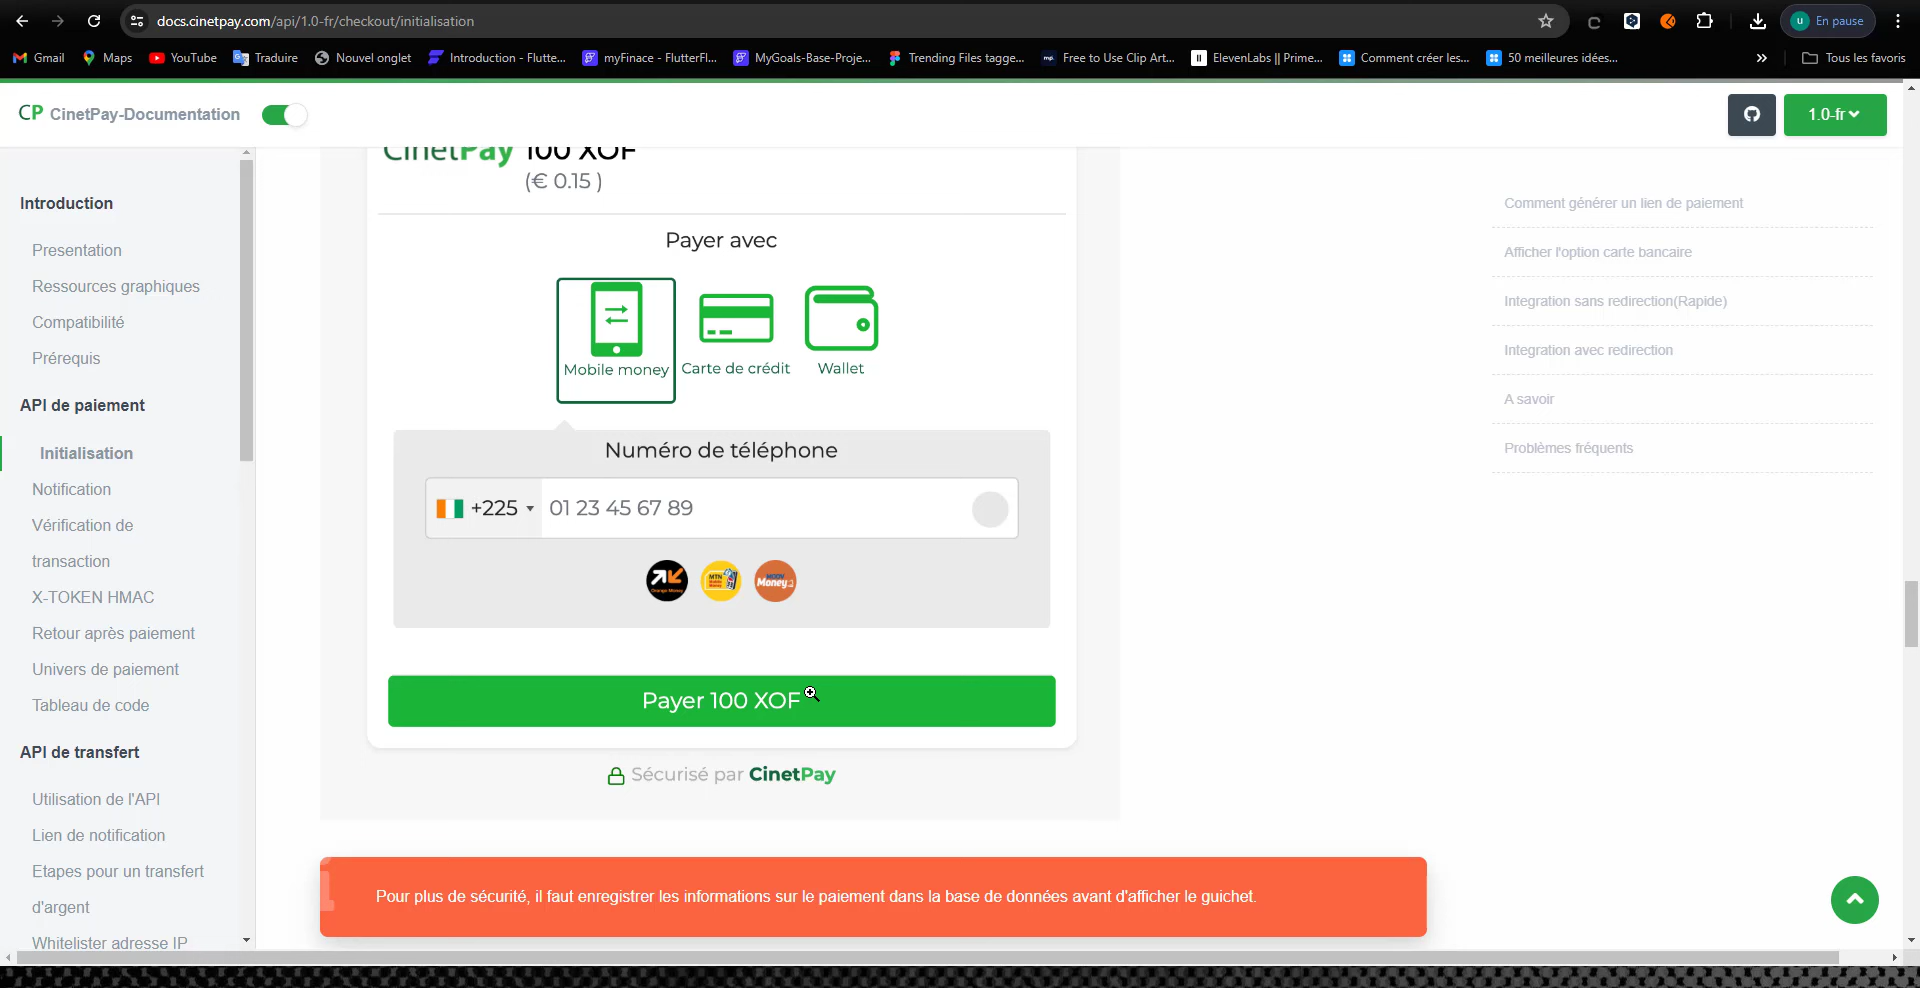 docs.cinetpay.com/api/1.0-fr/checkout/initialisation
u En pause
Gmail
Maps
YouTube
Traduire
Nouvel onglet
Introduction - Flutte...
myFinace - FlutterFl...
MyGoals-Base-Proje...
Trending Files tagge...
Free to Use Clip Art...
ElevenLabs || Prime...
Comment créer les...
50 meilleures idées...
Tous les favoris
CP CinetPay-Documentation
1.0-fr
Introduction
Presentation
Ressources graphiques
Compatibilité
Prérequis
API de paiement
Initialisation
Notification
Vérification de
transaction
X-TOKEN HMAC
Retour après paiement
Univers de paiement
Tableau de code
API de transfert
Utilisation de l'API
Lien de notification
Etapes pour un transfert
d'argent
Whitelister adresse IP
CinetPay 100 XOF
(€ 0.15 )
Payer avec
Mobile money
Carte de crédit
Wallet
Numéro de téléphone
+225 01 23 45 67 89
Payer 100 XOF
Sécurisé par CinetPay
Pour plus de sécurité, il faut enregistrer les informations sur le paiement dans la base de données avant d'afficher le guichet.
Comment générer un lien de paiement
Afficher l'option carte bancaire
Integration sans redirection(Rapide)
Integration avec redirection
A savoir
Problèmes fréquents